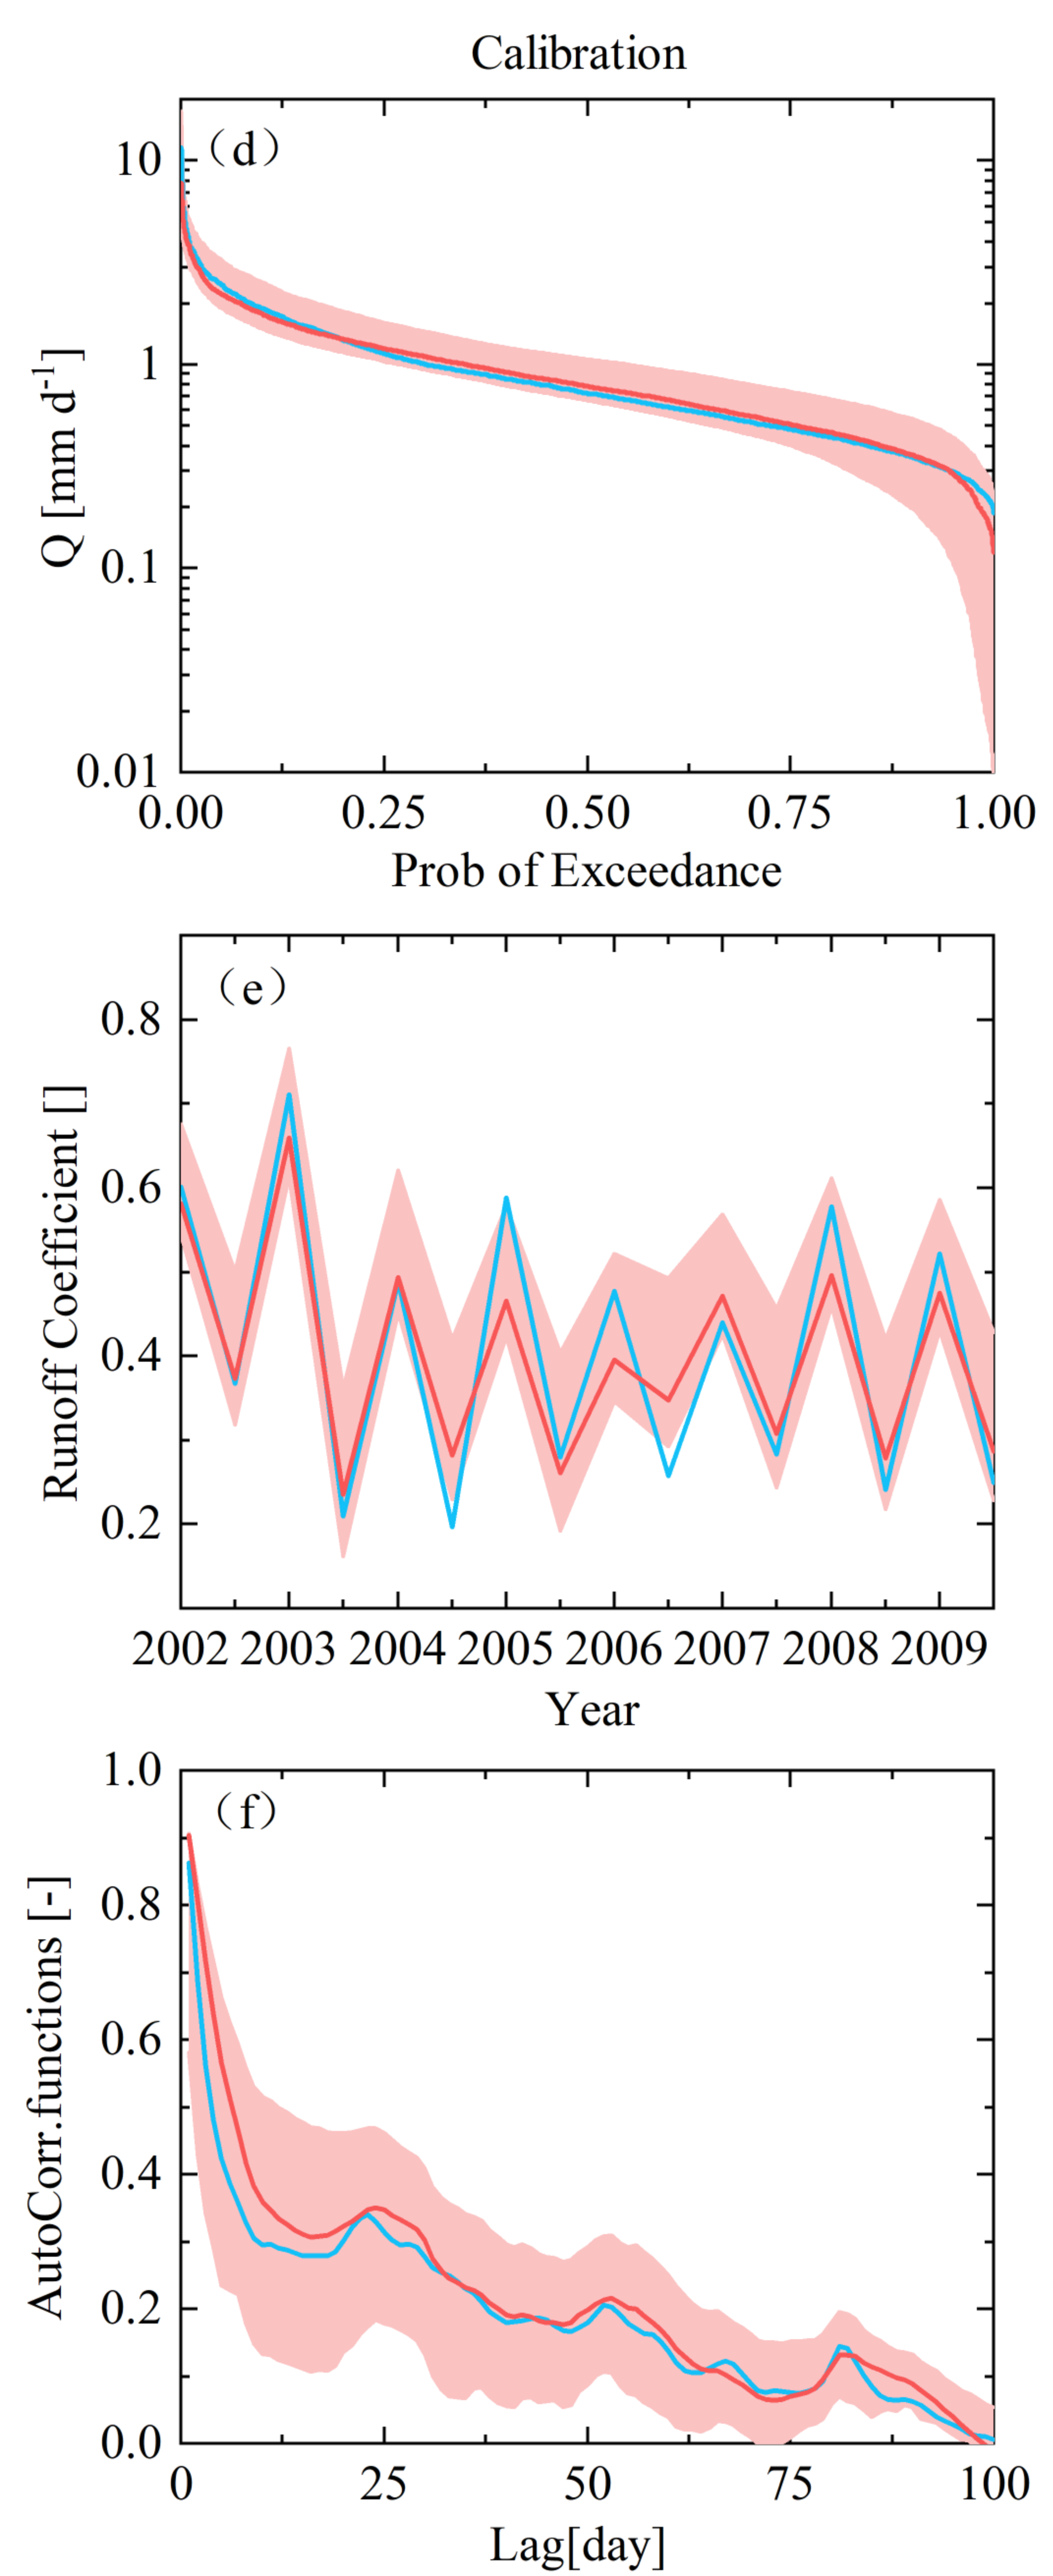 Calibration
（d）
10
1
0.1
0.01
Q [mm d-1]
0.00 0.25 0.50 0.75 1.00
Prob of Exceedance
（e）
0.8
0.6
0.4
0.2
Runoff Coefficient []
2002 2003 2004 2005 2006 2007 2008 2009
Year
（f）
1.0
0.8
0.6
0.4
0.2
0.0
AutoCorr.functions [-]
0 25 50 75 100
Lag[day]